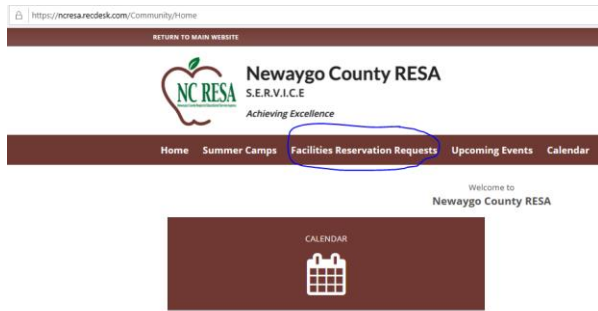 https://ncresa.recdesk.com/Community/Home
RETURN TO MAIN WEBSITE
NC RESA
Newaygo County RESA
S.E.R.V.I.C.E
Achieving Excellence
Home Summer Camps Facilities Reservation Requests Upcoming Events Calendar
Welcome to
Newaygo County RESA
CALENDAR